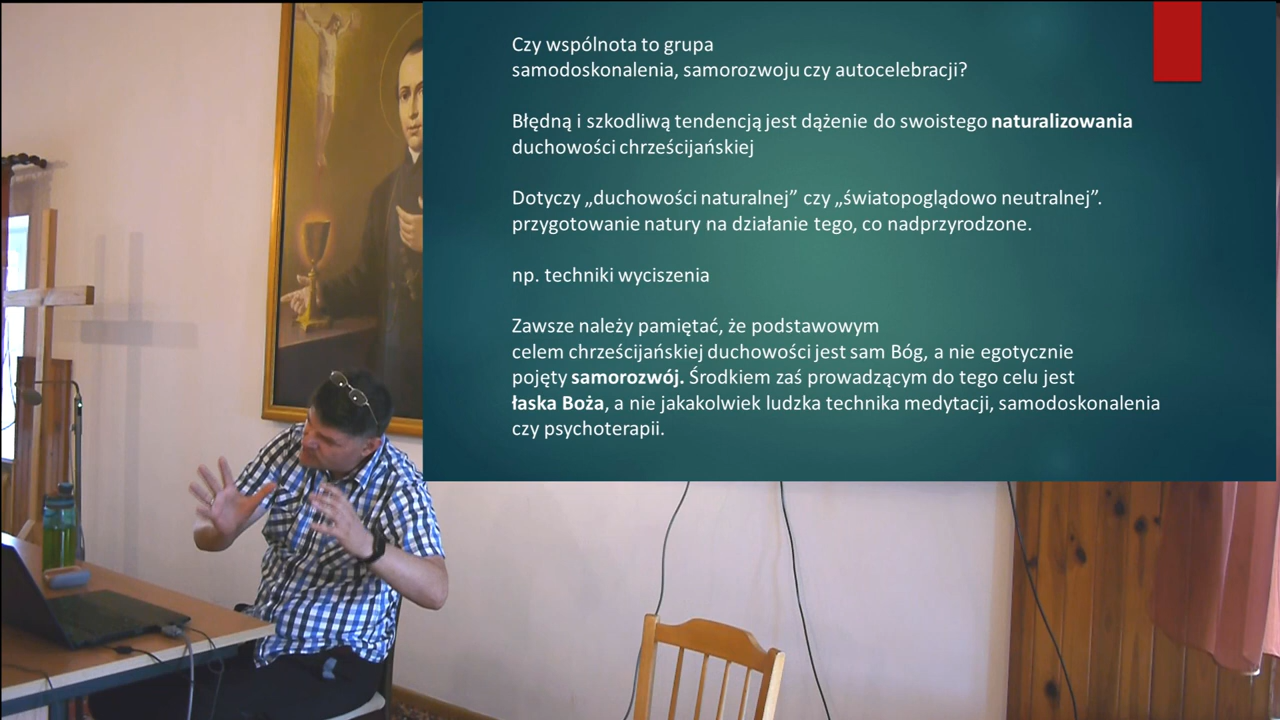 Czy wspólnota to grupa
samodoskonalenia, samorozwoju czy autocelebracji?
Błędną i szkodliwą tendencją jest dążenie do swoistego naturalizowania
duchowości chrześcijańskiej
Dotyczy „duchowości naturalnej” czy „światopoglądowo neutralnej”.
przygotowanie natury na działanie tego, co nadprzyrodzone.
np. techniki wyciszenia
Zawsze należy pamiętać, że podstawowym
celem chrześcijańskiej duchowości jest sam Bóg, a nie egotycznie
pojęty samorozwój. Środkiem zaś prowadzącym do tego celu jest
łaska Boża, a nie jakakolwiek ludzka technika medytacji, samodoskonalenia
czy psychoterapii.